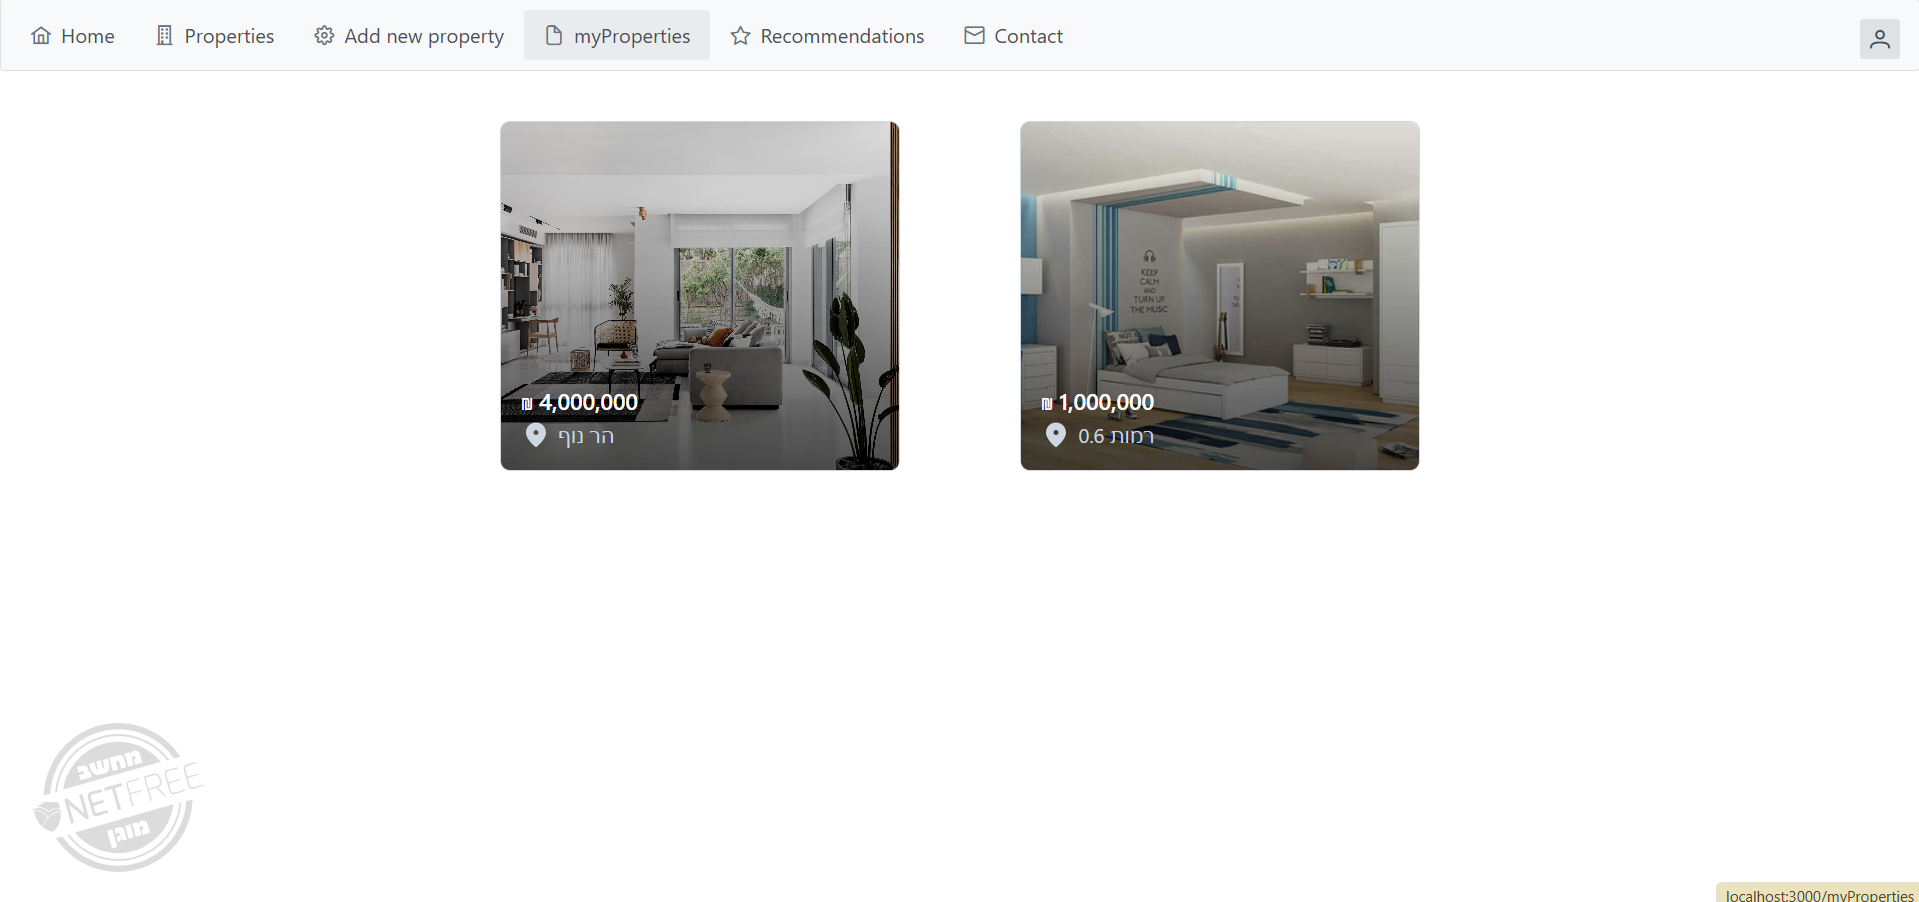 Home
Properties
Add new property
myProperties
Recommendations
Contact
KEEP
CALM
AND
TURN UP
THE MUSIC
₪ 4,000,000
הר נוף
₪ 1,000,000
רמות 0.6
מחשב
NETFREE
מוגן
localhost:3000/myProperties